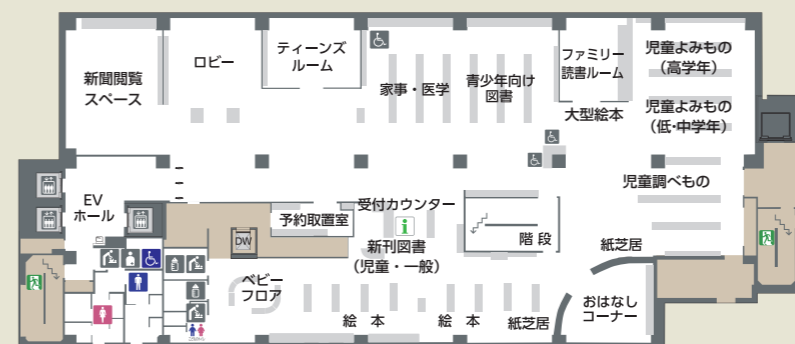 新聞閲覧
スペース
ロビー
ティーンズ
ルーム
家事・医学
青少年向け
図書
ファミリー
読書ルーム
大型絵本
児童よみもの
（高学年）
児童よみもの
（低・中学年）
児童調べもの
EV
ホール
予約取置室
受付カウンター
新刊図書
（児童・一般）
階 段
紙芝居
DW
ベビー
フロア
絵 本
絵 本
紙芝居
おはなし
コーナー